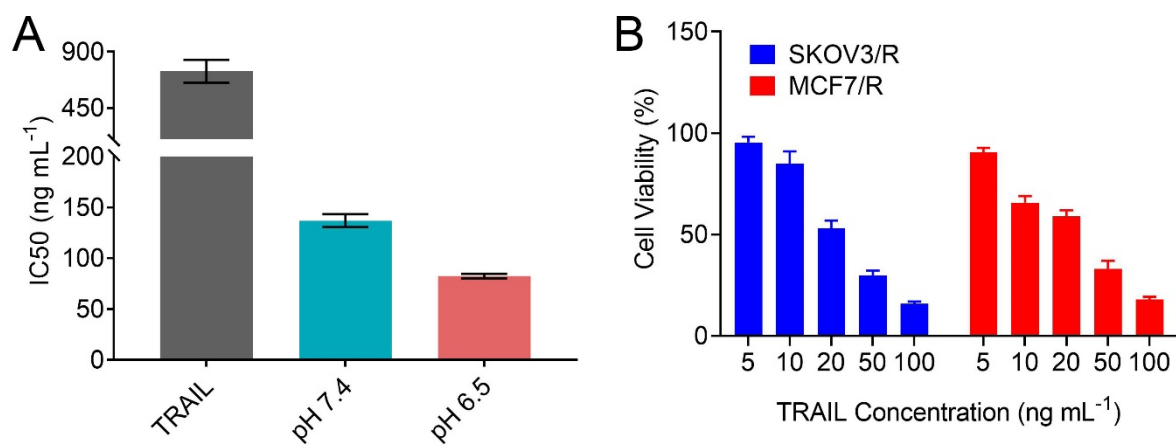 A
IC50 (ng mL⁻¹)
900
450
200
150
100
50
0
TRAIL
pH 7.4
pH 6.5
B
Cell Viability (%)
150
100
50
0
SKOV3/R
MCF7/R
5 10 20 50 100 5 10 20 50 100
TRAIL Concentration (ng mL⁻¹)